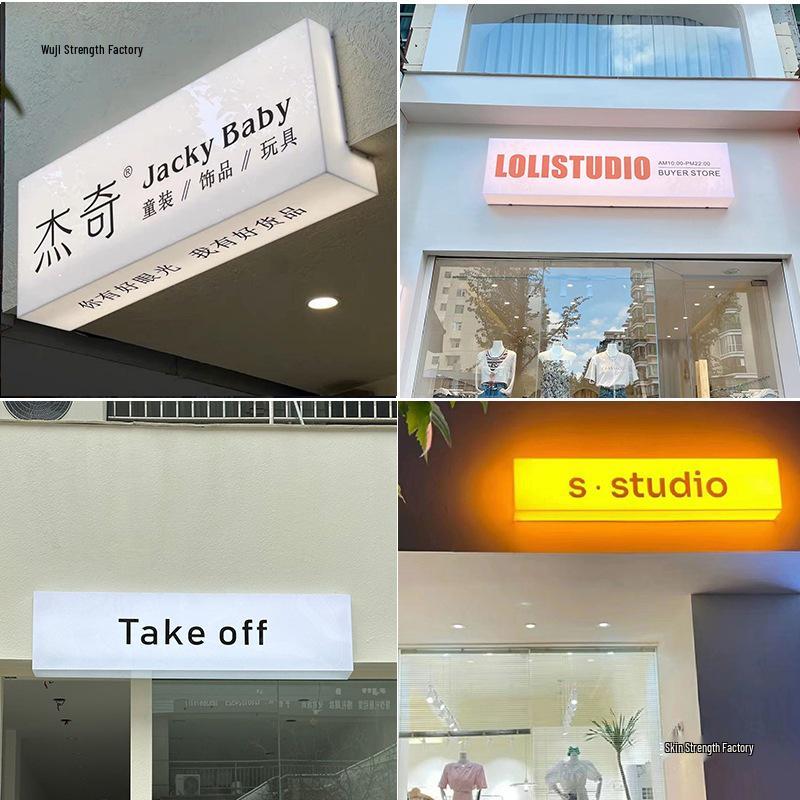 Wuji Strength Factory
杰奇®
Jacky Baby
童装 // 饰品 // 玩具
你有好眼光 我有好货品
LOLISTUDIO
AM10:00-PM22:00
BUYER STORE
Take off
s·studio
Skin Strength Factory